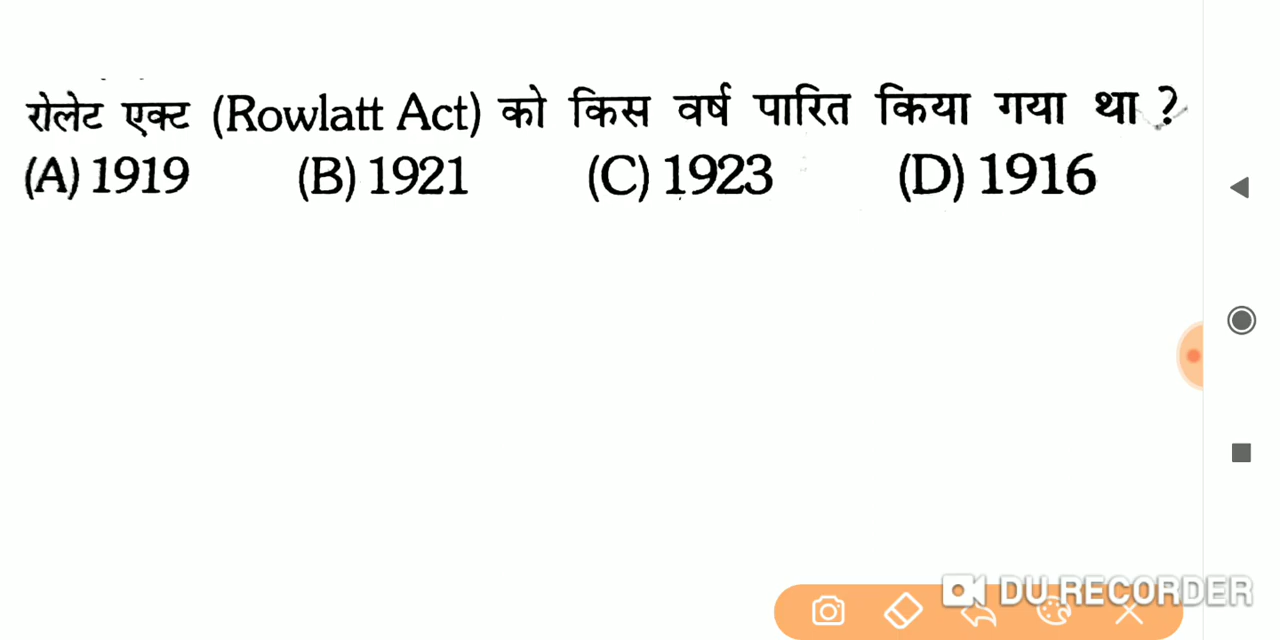 रोलेट एक्ट (Rowlatt Act) को किस वर्ष पारित किया गया था ?
(A) 1919 (B) 1921 (C) 1923 (D) 1916
DU RECORDER